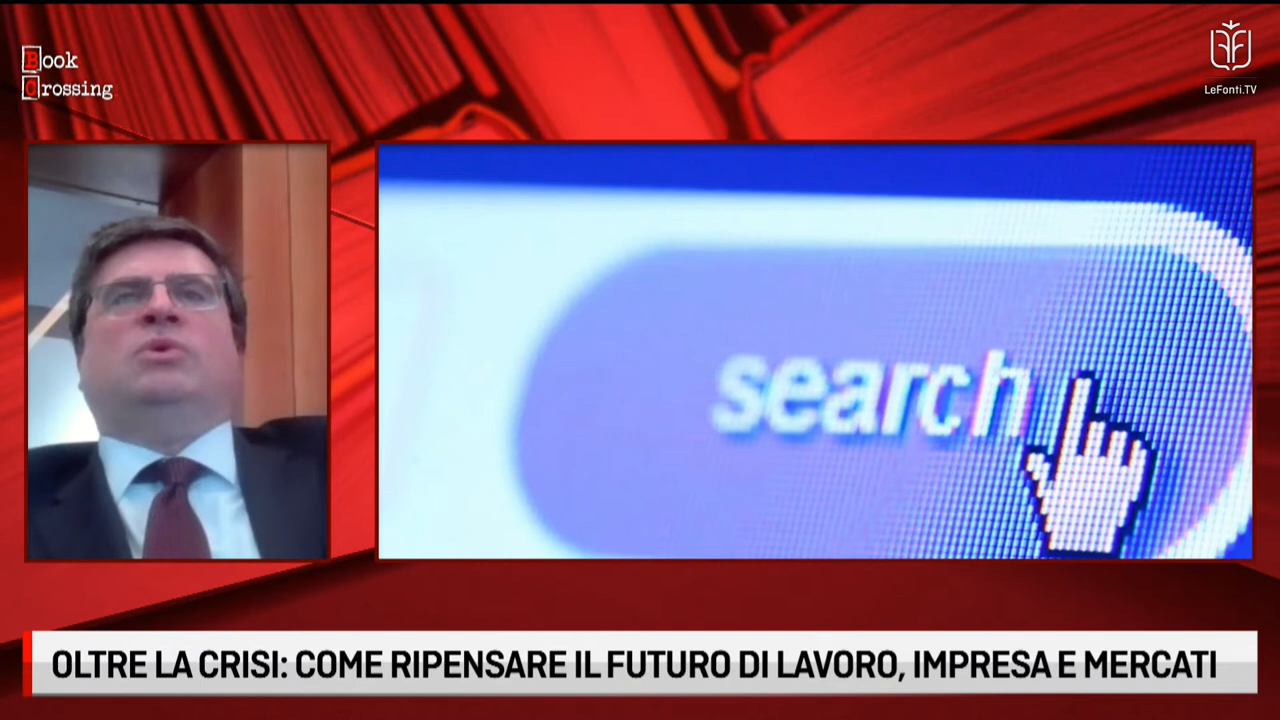 Book
Crossing
LeFonti.TV
search
OLTRE LA CRISI: COME RIPENSARE IL FUTURO DI LAVORO, IMPRESA E MERCATI